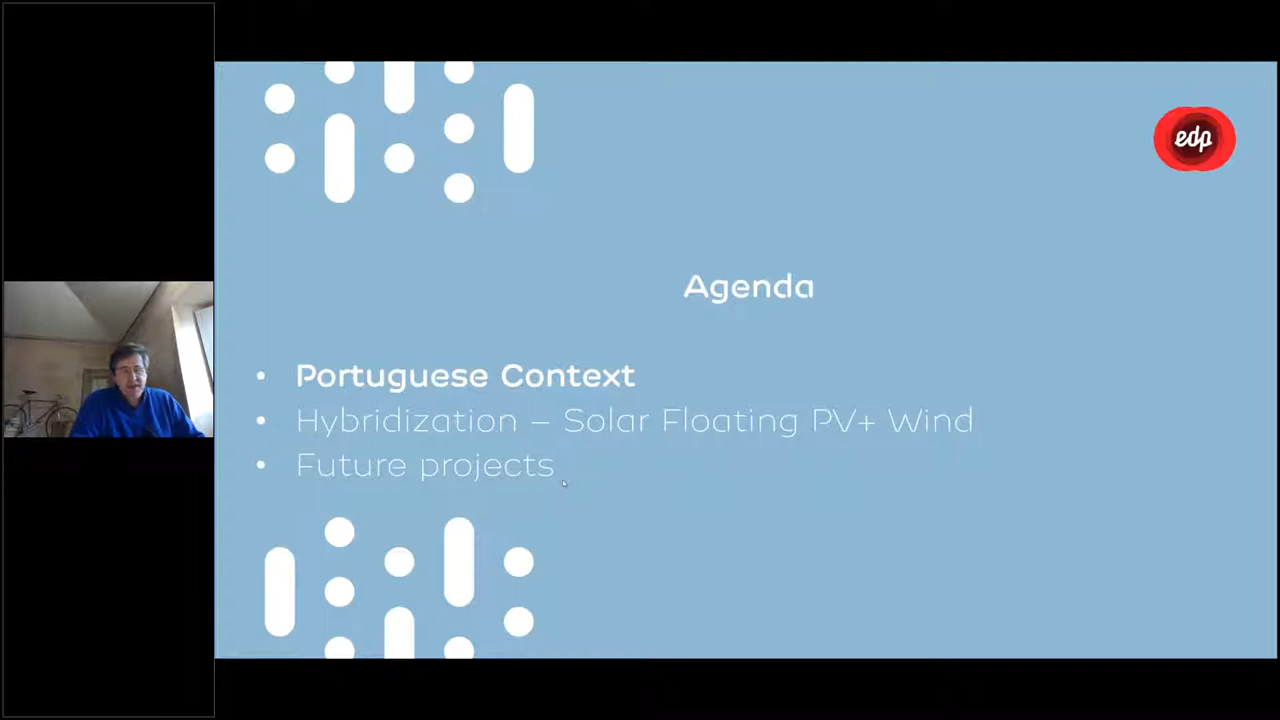 edp
Agenda
• Portuguese Context
• Hybridization – Solar Floating PV+ Wind
• Future projects